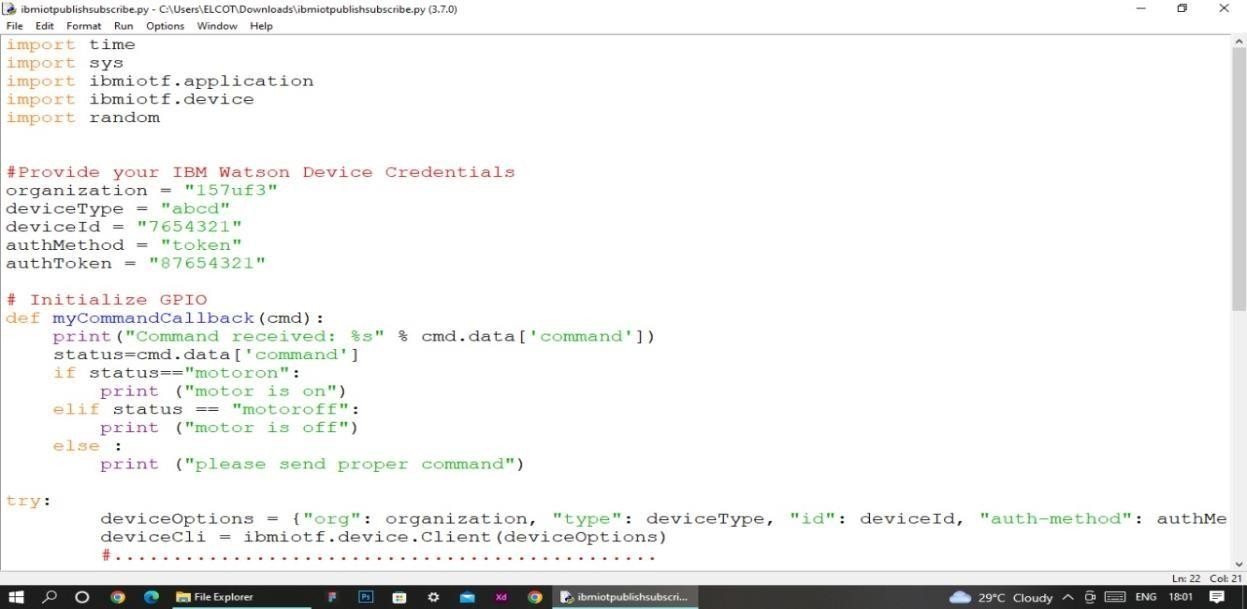 ibmiotpublishsubscribe.py - C:\Users\ELCOT\Downloads\ibmiotpublishsubscribe.py (3.7.0)
File Edit Format Run Options Window Help
import time
import sys
import ibmiotf.application
import ibmiotf.device
import random
#Provide your IBM Watson Device Credentials
organization = "157uf3"
deviceType = "abcd"
deviceId = "7654321"
authMethod = "token"
authToken = "87654321"
# Initialize GPIO
def myCommandCallback(cmd):
    print("Command received: %s" % cmd.data['command'])
    status=cmd.data['command']
    if status=="motoron":
        print ("motor is on")
    elif status == "motoroff":
        print ("motor is off")
    else :
        print ("please send proper command")
try:
        deviceOptions = {"org": organization, "type": deviceType, "id": deviceId, "auth-method": authMe
        deviceCli = ibmiotf.device.Client(deviceOptions)
        #..............................................
Ln: 22 Col: 21
File Explorer Ps Xd ibmiotpublishsubscri... 29°C Cloudy ENG 18:01